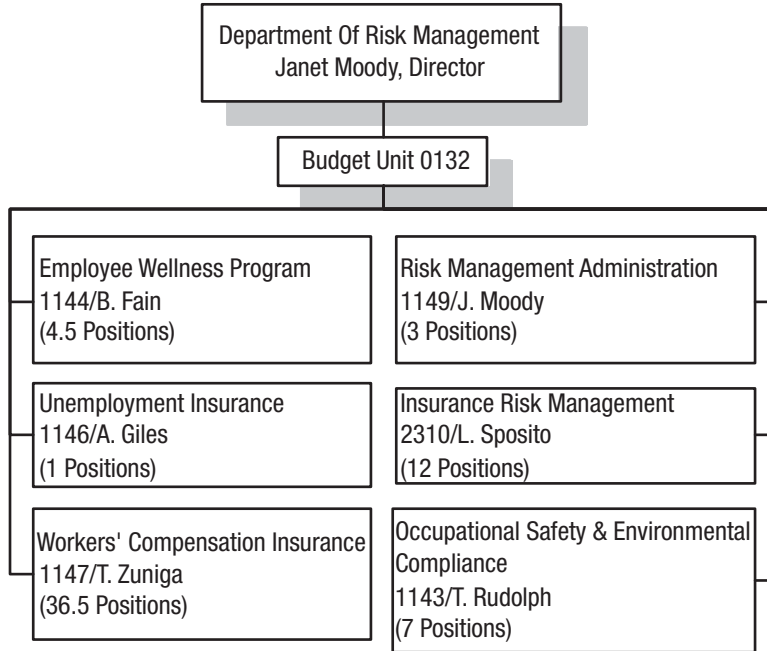 Department Of Risk Management
Janet Moody, Director
Budget Unit 0132
Employee Wellness Program
1144/B. Fain
(4.5 Positions)
Risk Management Administration
1149/J. Moody
(3 Positions)
Unemployment Insurance
1146/A. Giles
(1 Positions)
Insurance Risk Management
2310/L. Sposito
(12 Positions)
Workers' Compensation Insurance
1147/T. Zuniga
(36.5 Positions)
Occupational Safety & Environmental
Compliance
1143/T. Rudolph
(7 Positions)